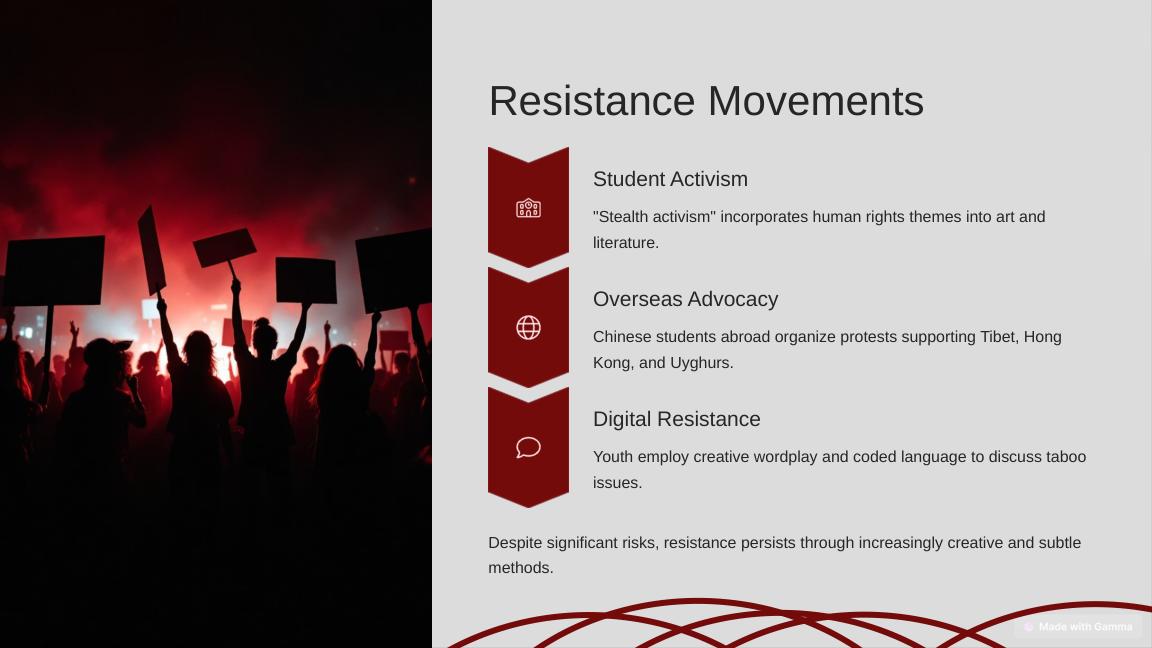 Resistance Movements
Student Activism
"Stealth activism" incorporates human rights themes into art and
literature.
Overseas Advocacy
Chinese students abroad organize protests supporting Tibet, Hong
Kong, and Uyghurs.
Digital Resistance
Youth employ creative wordplay and coded language to discuss taboo
issues.
Despite significant risks, resistance persists through increasingly creative and subtle
methods.
Made with Gamma